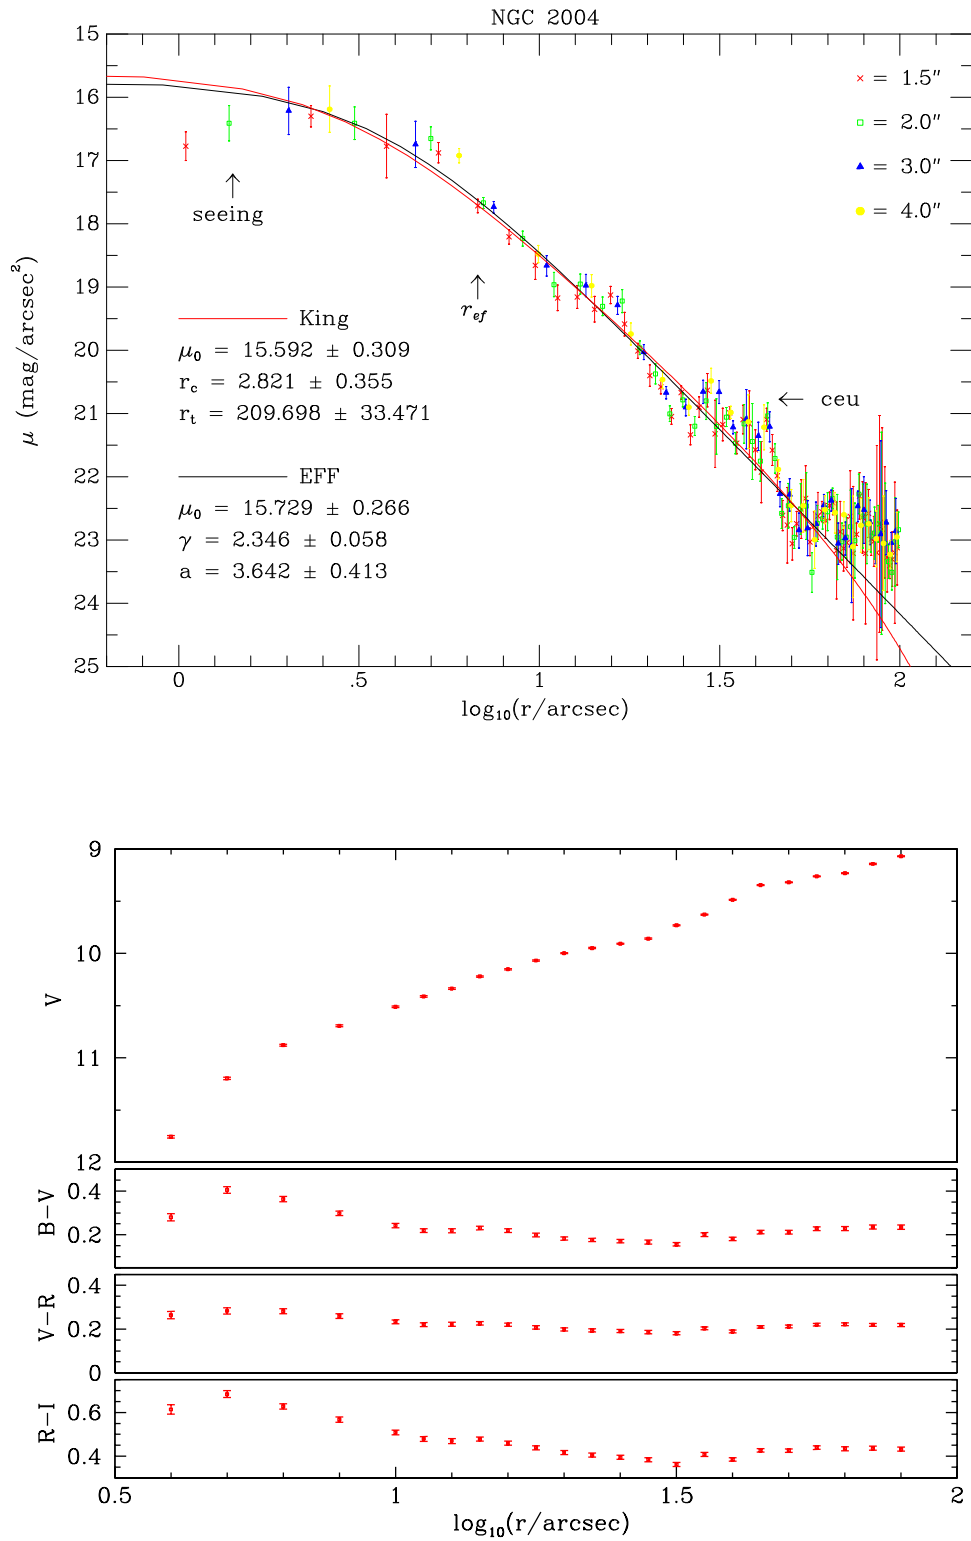 NGC 2004
15
16
17
18
19
20
21
22
23
24
25
μ (mag/arcsec²)
× = 1.5"
□ = 2.0"
▲ = 3.0"
● = 4.0"
↑
seeing
↑
r_ef
← ceu
King
μ₀ = 15.592 ± 0.309
r_c = 2.821 ± 0.355
r_t = 209.698 ± 33.471
EFF
μ₀ = 15.729 ± 0.266
γ = 2.346 ± 0.058
a = 3.642 ± 0.413
0 .5 1 1.5 2
log₁₀(r/arcsec)
9
10
11
12
V
0.4
0.2
B−V
0.4
0.2
0
V−R
0.6
0.4
R−I
0.5 1 1.5 2
log₁₀(r/arcsec)